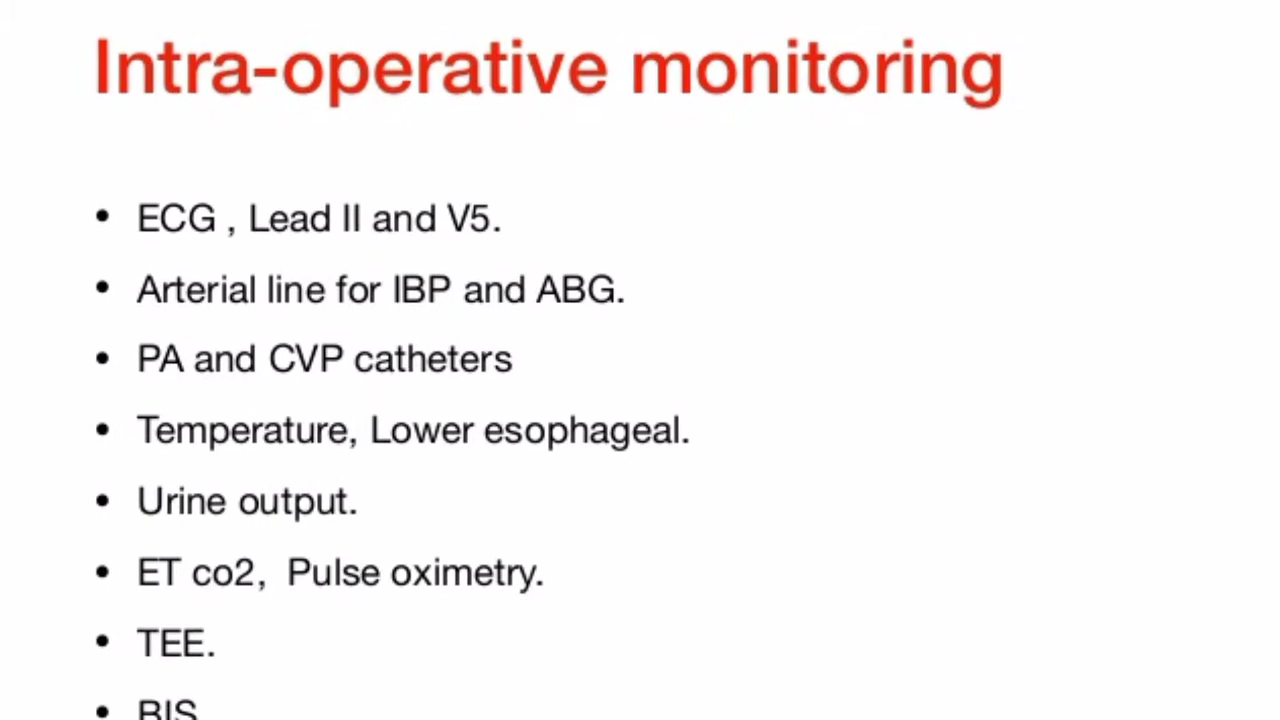 Intra-operative monitoring
• ECG , Lead II and V5.
• Arterial line for IBP and ABG.
• PA and CVP catheters
• Temperature, Lower esophageal.
• Urine output.
• ET co2,  Pulse oximetry.
• TEE.
• BIS